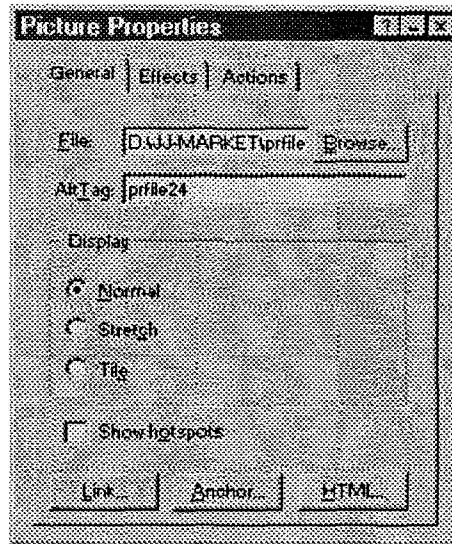 Picture Properties
General Effects Actions
File: D:\JJ-MARKET\prfile Browse...
Alt Tag: prfile24
Display
Normal
Stretch
Tile
Show hotspots
Link... Anchor... HTML...